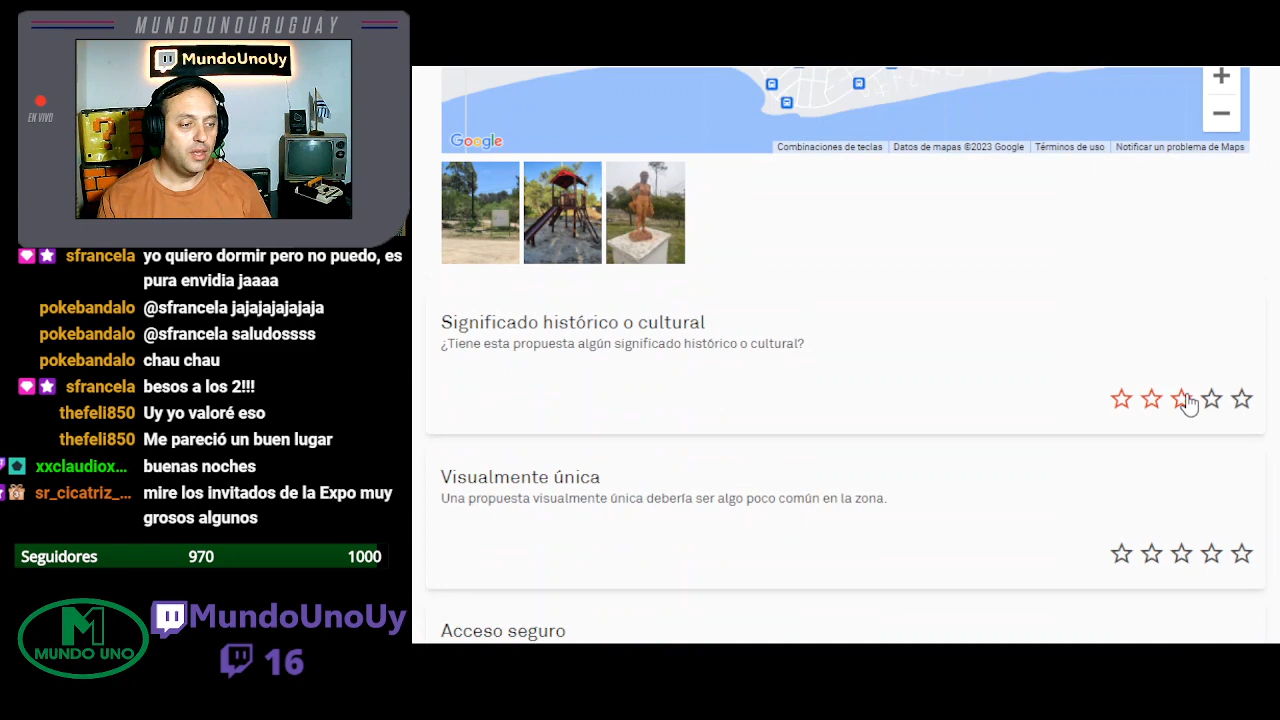 MUNDOUNOURUGUAY
MundoUnoUy
EN VIVO
sfrancela yo quiero dormir pero no puedo, es
pura envidia jaaaa
pokebandalo @sfrancela jajajajajajaja
pokebandalo @sfrancela saludossss
pokebandalo chau chau
sfrancela besos a los 2!!!
thefeli850 Uy yo valoré eso
thefeli850 Me pareció un buen lugar
xxclaudiox... buenas noches
sr_cicatriz_... mire los invitados de la Expo muy
grosos algunos
Seguidores 970 1000
M
MUNDO UNO
MundoUnoUy
16
+
−
Google
Combinaciones de teclas Datos de mapas ©2023 Google Términos de uso Notificar un problema de Maps
Significado histórico o cultural
¿Tiene esta propuesta algún significado histórico o cultural?
Visualmente única
Una propuesta visualmente única debería ser algo poco común en la zona.
Acceso seguro